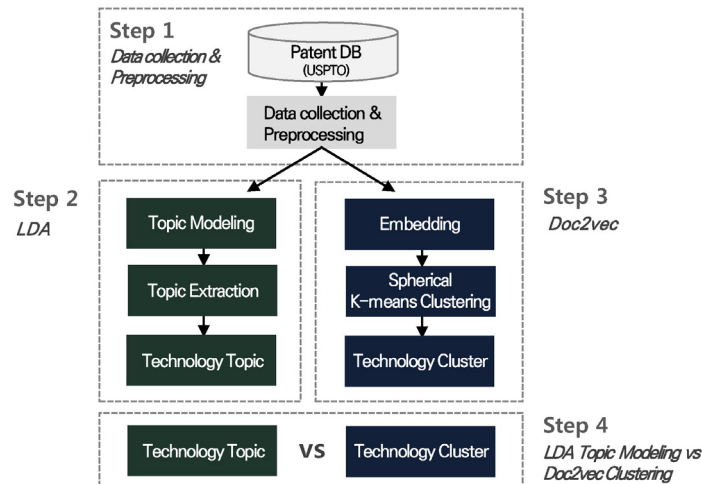 Step 1
Data collection &
Preprocessing
Patent DB
(USPTO)
Data collection &
Preprocessing
Step 2
LDA
Topic Modeling
Topic Extraction
Technology Topic
Step 3
Doc2vec
Embedding
Spherical
K-means Clustering
Technology Cluster
Technology Topic
VS
Technology Cluster
Step 4
LDA Topic Modeling vs
Doc2vec Clustering